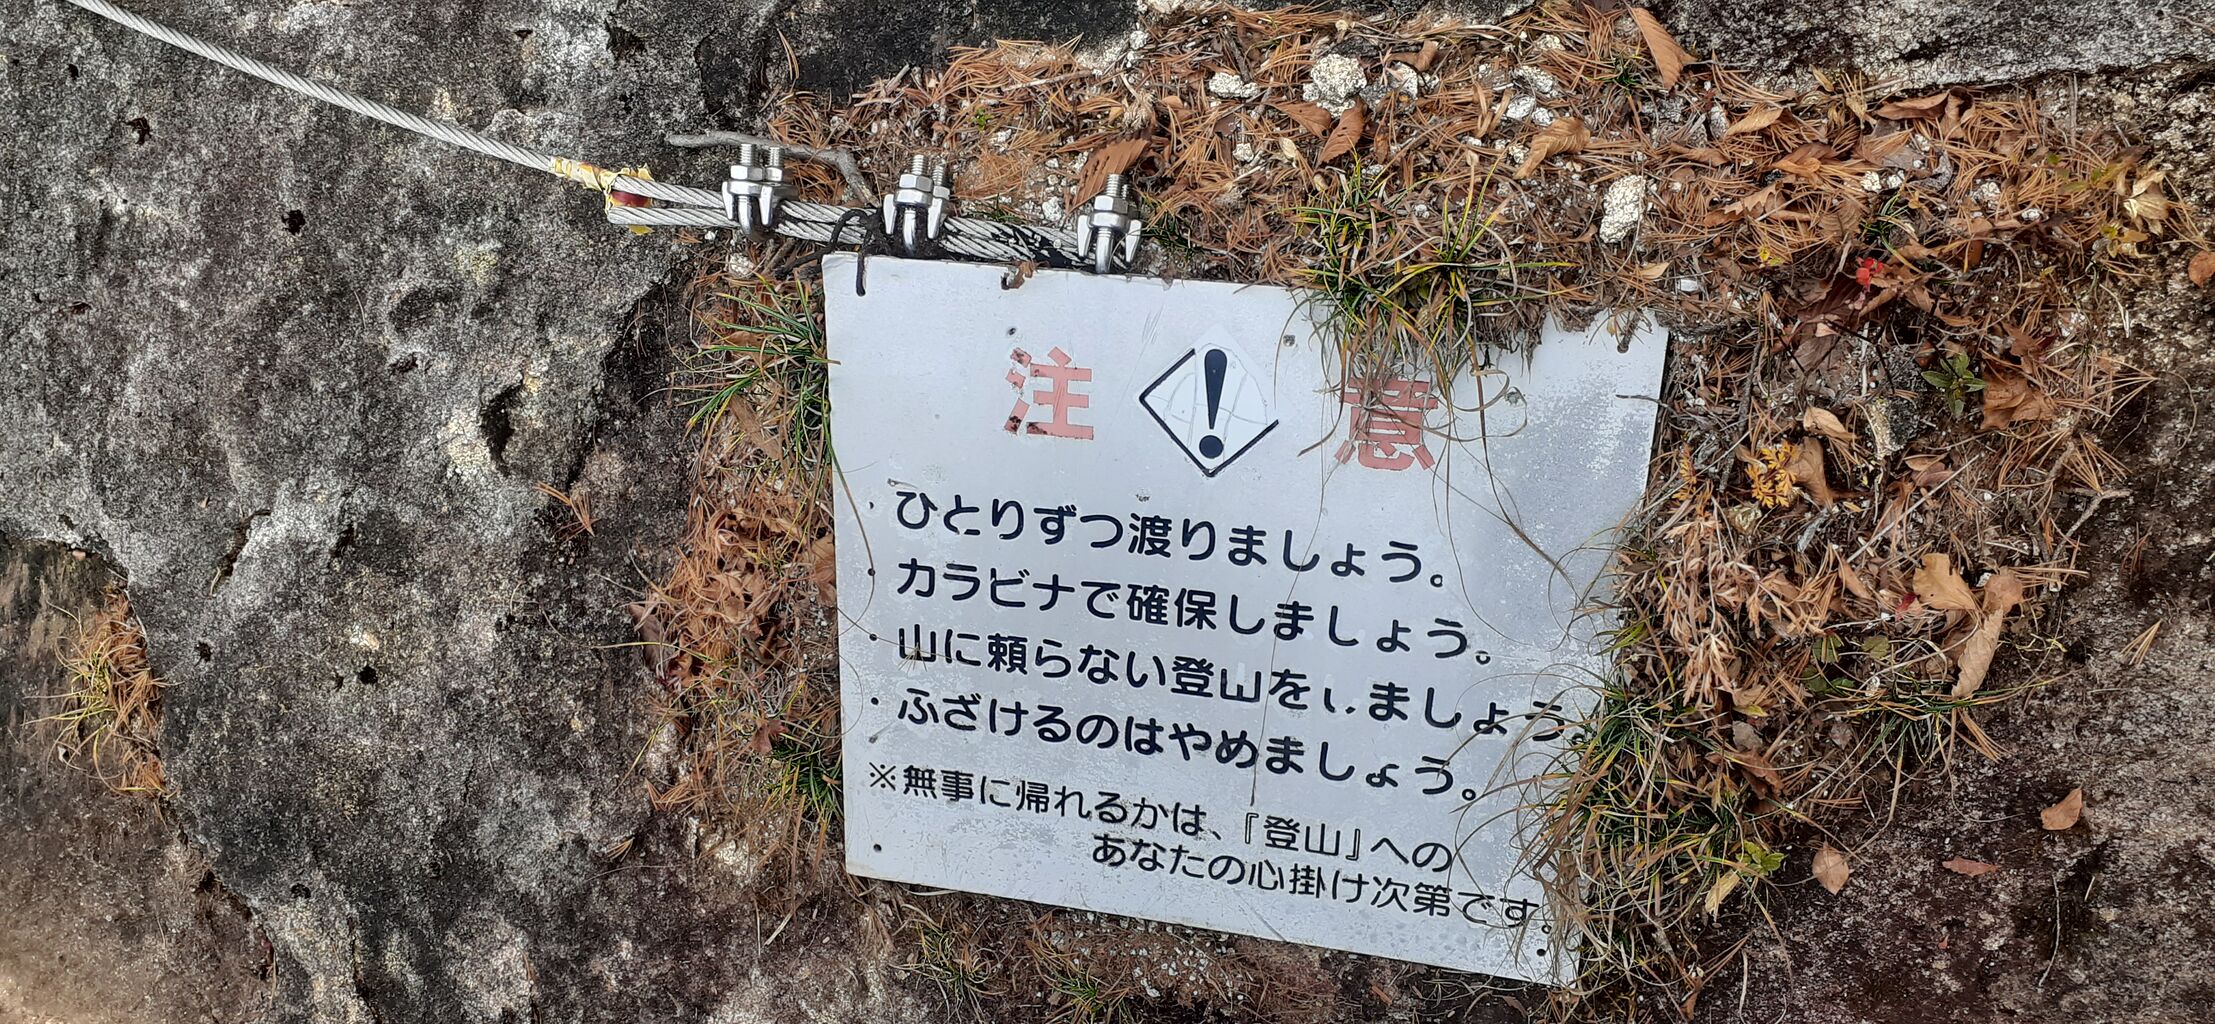 注 ! 意
・ひとりずつ渡りましょう。
・カラビナで確保しましょう。
・山に頼らない登山をしましょう。
・ふざけるのはやめましょう。
※無事に帰れるかは、『登山』への
あなたの心掛け次第です。